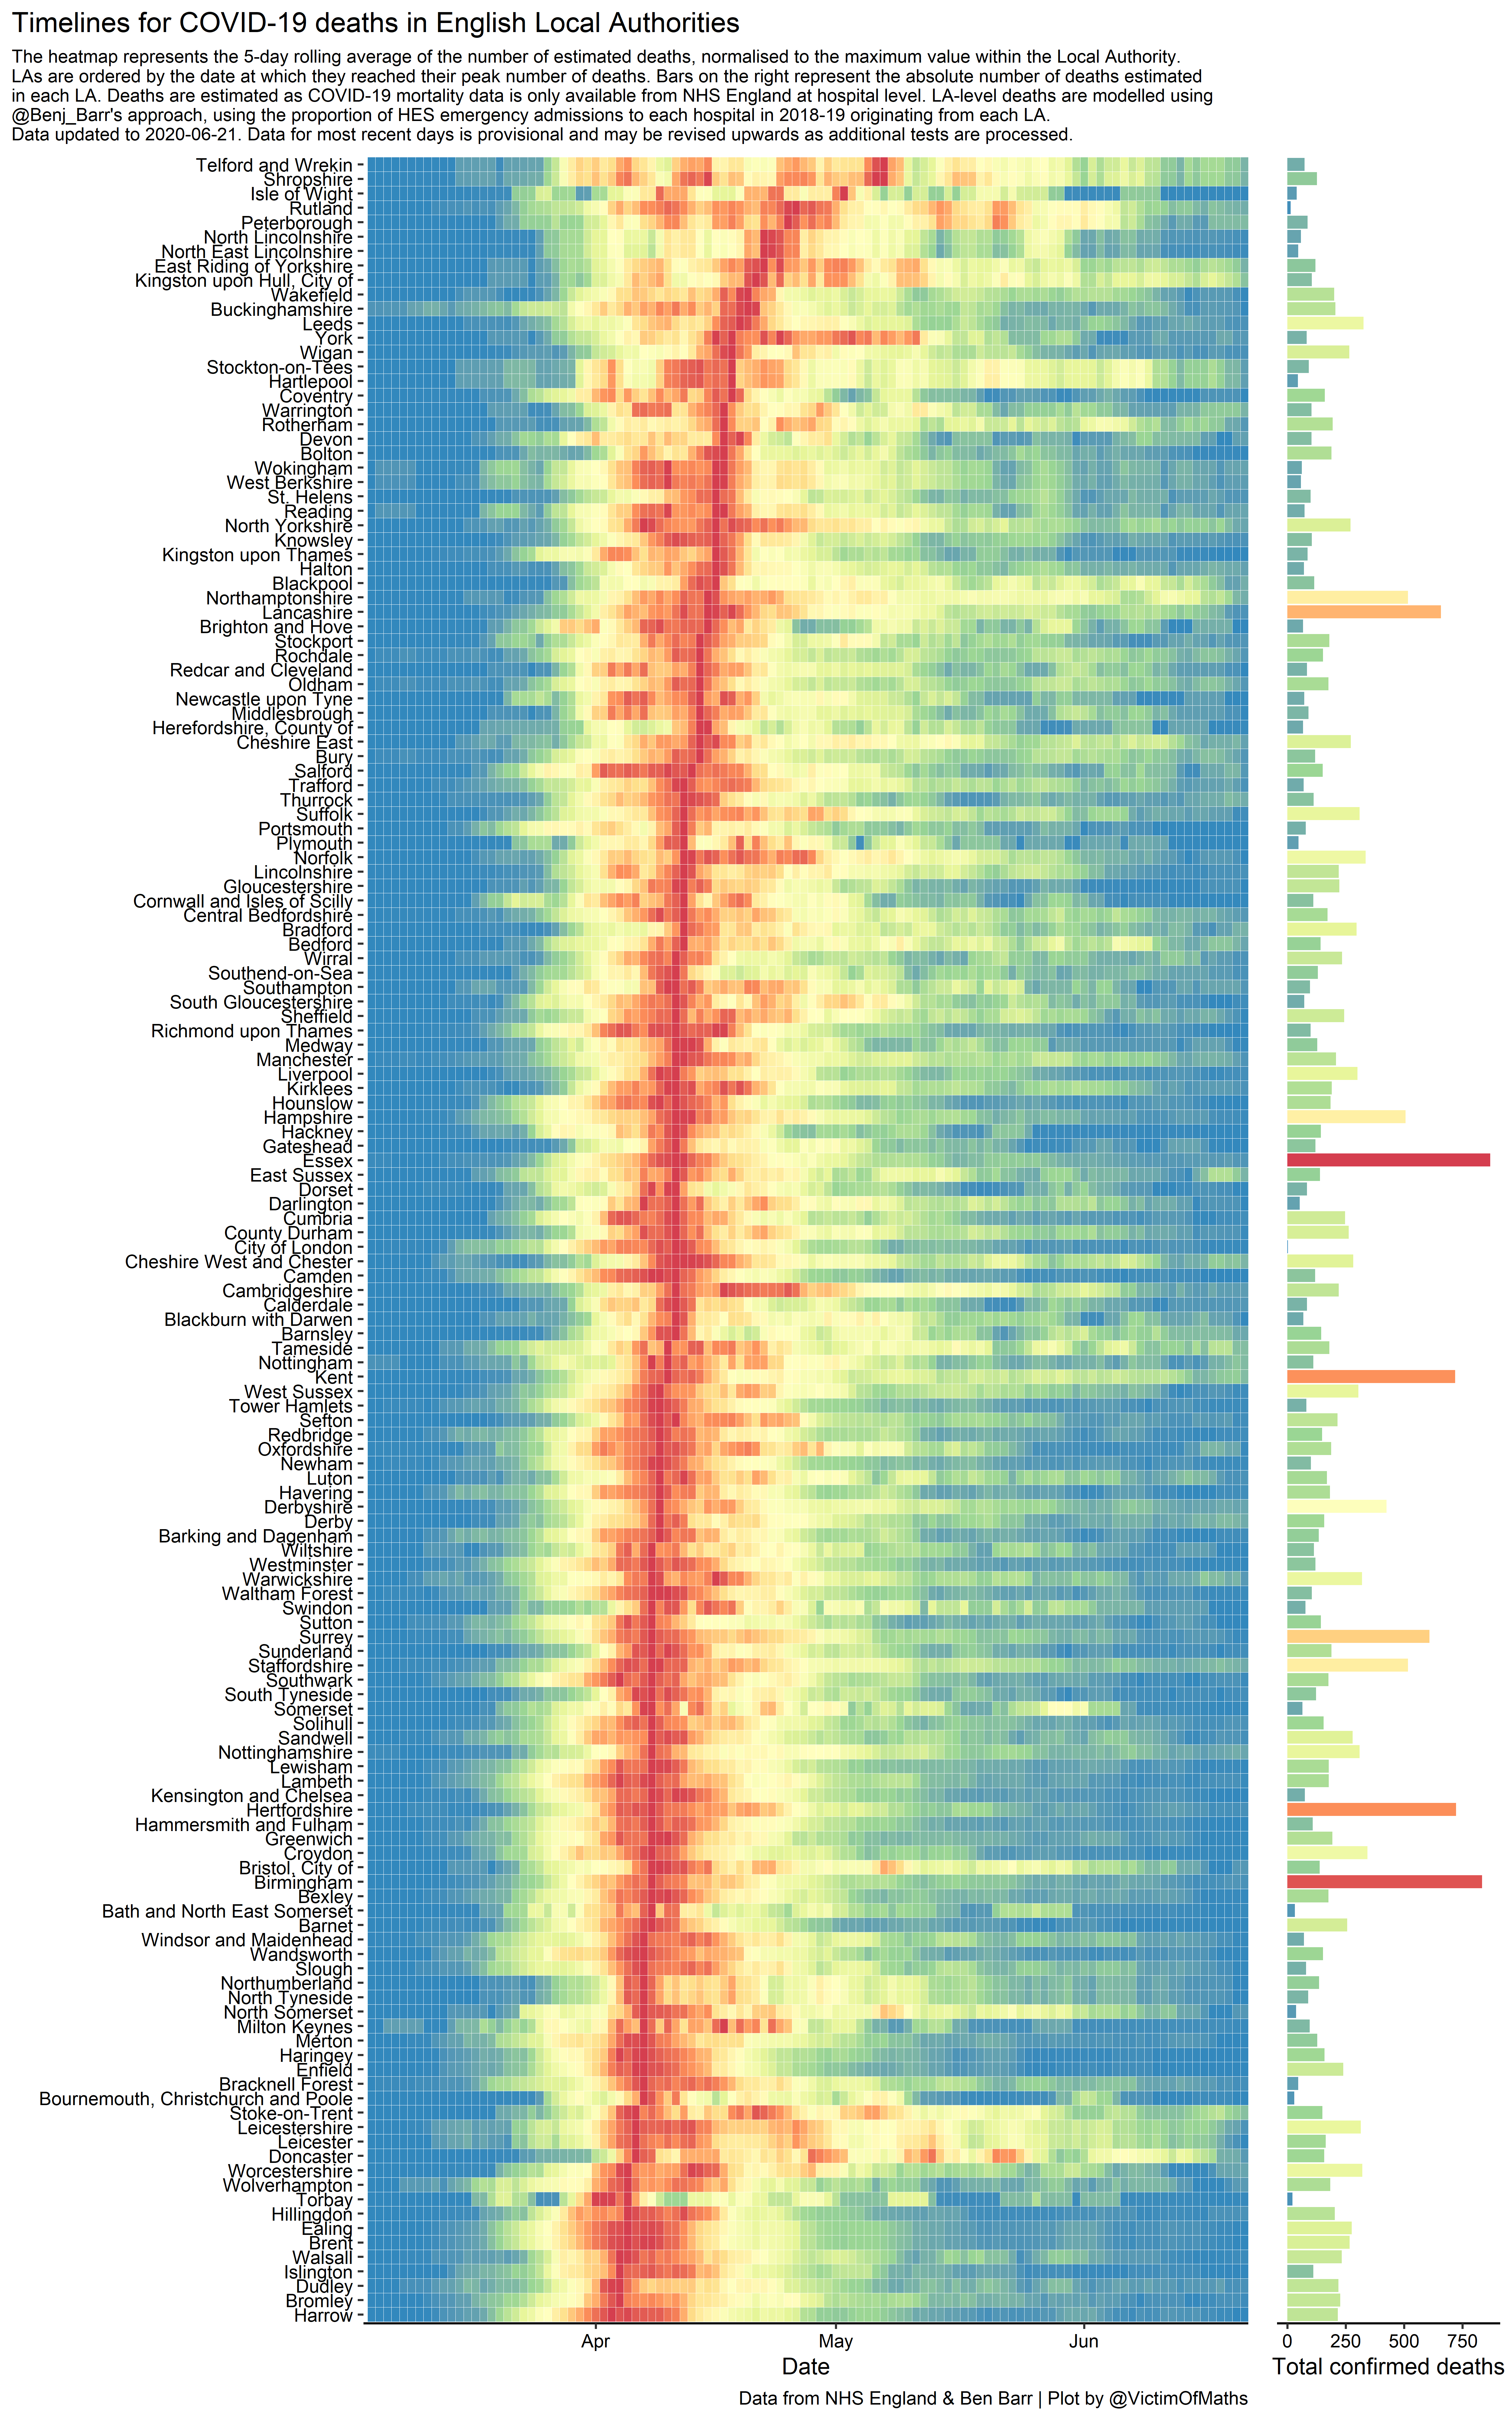 Timelines for COVID-19 deaths in English Local Authorities
The heatmap represents the 5-day rolling average of the number of estimated deaths, normalised to the maximum value within the Local Authority.
LAs are ordered by the date at which they reached their peak number of deaths. Bars on the right represent the absolute number of deaths estimated
in each LA. Deaths are estimated as COVID-19 mortality data is only available from NHS England at hospital level. LA-level deaths are modelled using
@Benj_Barr's approach, using the proportion of HES emergency admissions to each hospital in 2018-19 originating from each LA.
Data updated to 2020-06-21. Data for most recent days is provisional and may be revised upwards as additional tests are processed.
Telford and Wrekin
Shropshire
Isle of Wight
Rutland
Peterborough
North Lincolnshire
North East Lincolnshire
East Riding of Yorkshire
Kingston upon Hull, City of
Wakefield
Buckinghamshire
Leeds
York
Wigan
Stockton-on-Tees
Hartlepool
Coventry
Warrington
Rotherham
Devon
Bolton
Wokingham
West Berkshire
St. Helens
Reading
North Yorkshire
Knowsley
Kingston upon Thames
Halton
Blackpool
Northamptonshire
Lancashire
Brighton and Hove
Stockport
Rochdale
Redcar and Cleveland
Oldham
Newcastle upon Tyne
Middlesbrough
Herefordshire, County of
Cheshire East
Bury
Salford
Trafford
Thurrock
Suffolk
Portsmouth
Plymouth
Norfolk
Lincolnshire
Gloucestershire
Cornwall and Isles of Scilly
Central Bedfordshire
Bradford
Bedford
Wirral
Southend-on-Sea
Southampton
South Gloucestershire
Sheffield
Richmond upon Thames
Medway
Manchester
Liverpool
Kirklees
Hounslow
Hampshire
Hackney
Gateshead
Essex
East Sussex
Dorset
Darlington
Cumbria
County Durham
City of London
Cheshire West and Chester
Camden
Cambridgeshire
Calderdale
Blackburn with Darwen
Barnsley
Tameside
Nottingham
Kent
West Sussex
Tower Hamlets
Sefton
Redbridge
Oxfordshire
Newham
Luton
Havering
Derbyshire
Derby
Barking and Dagenham
Wiltshire
Westminster
Warwickshire
Waltham Forest
Swindon
Sutton
Surrey
Sunderland
Staffordshire
Southwark
South Tyneside
Somerset
Solihull
Sandwell
Nottinghamshire
Lewisham
Lambeth
Kensington and Chelsea
Hertfordshire
Hammersmith and Fulham
Greenwich
Croydon
Bristol, City of
Birmingham
Bexley
Bath and North East Somerset
Barnet
Windsor and Maidenhead
Wandsworth
Slough
Northumberland
North Tyneside
North Somerset
Milton Keynes
Merton
Haringey
Enfield
Bracknell Forest
Bournemouth, Christchurch and Poole
Stoke-on-Trent
Leicestershire
Leicester
Doncaster
Worcestershire
Wolverhampton
Torbay
Hillingdon
Ealing
Brent
Walsall
Islington
Dudley
Bromley
Harrow
Apr May Jun 0 250 500 750
Date Total confirmed deaths
Data from NHS England & Ben Barr | Plot by @VictimOfMaths